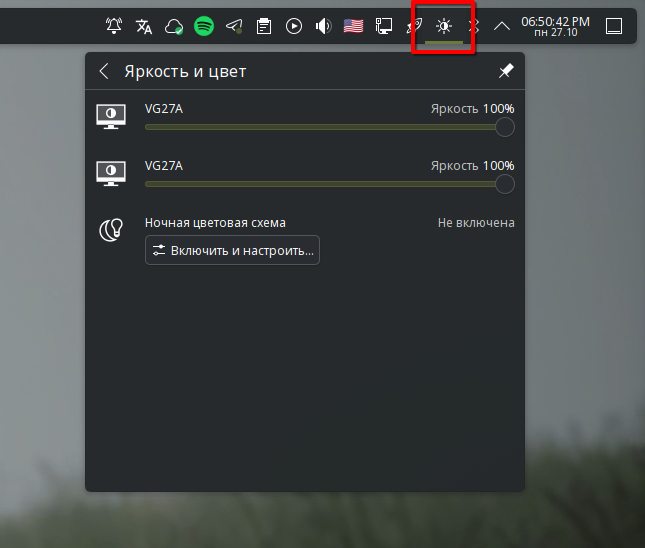 06:50:42 PM
пн 27.10
Яркость и цвет
VG27A Яркость 100%
VG27A Яркость 100%
Ночная цветовая схема Не включена
Включить и настроить...